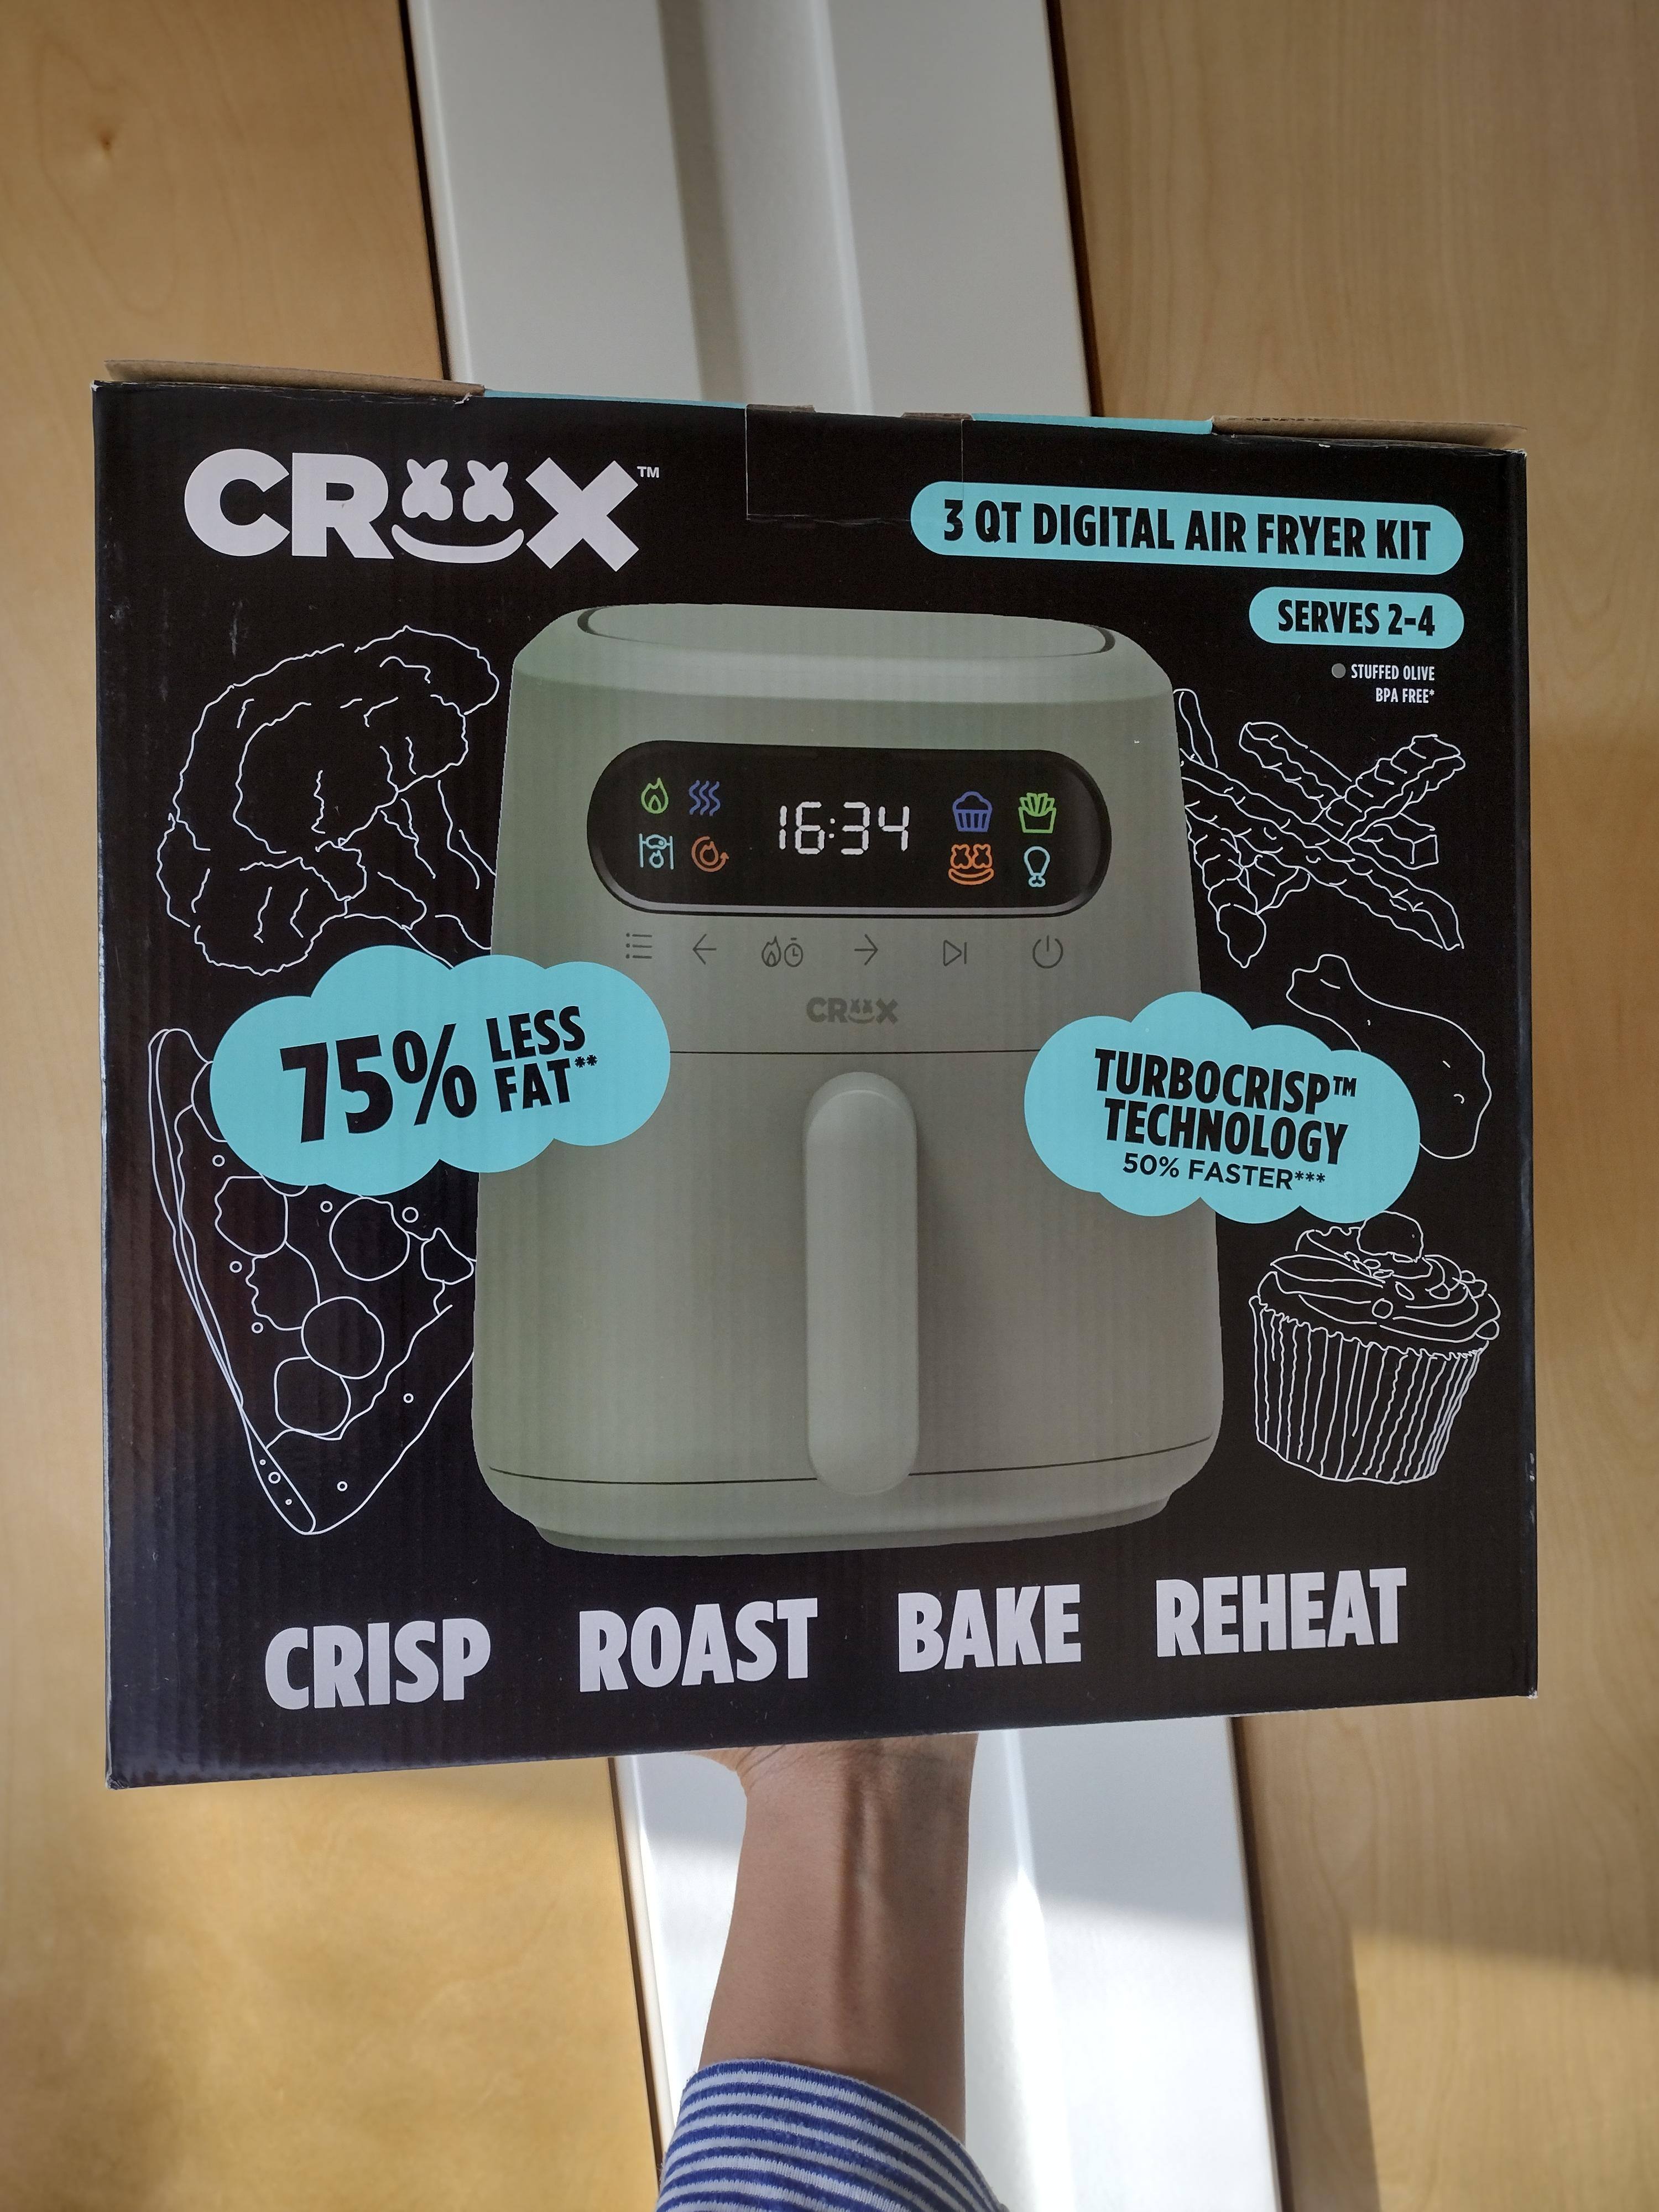 CRUX™
3 QT DIGITAL AIR FRYER KIT
SERVES 2-4
STUFFED OLIVE
BPA FREE*
16:34
CRUX
75% LESS
FAT**
TURBOCRISP™
TECHNOLOGY
50% FASTER***
CRISP ROAST BAKE REHEAT